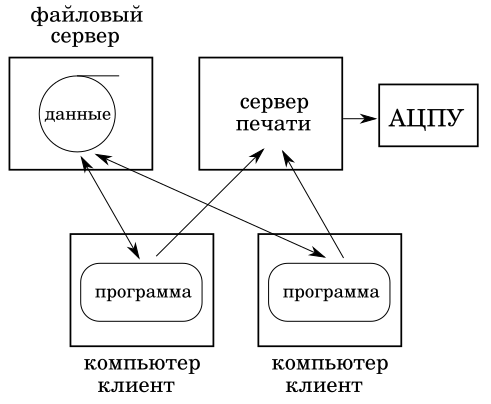 файловый
сервер
данные
сервер
печати
АЦПУ
программа
программа
компьютер
клиент
компьютер
клиент